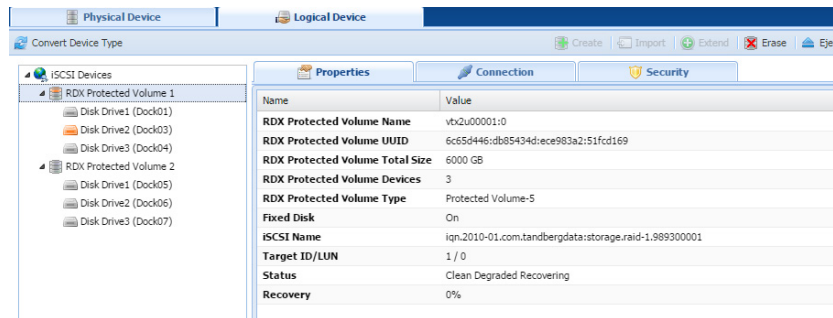 Physical Device
Logical Device
Convert Device Type
Create
Import
Extend
Erase
Eje
iSCSI Devices
RDX Protected Volume 1
Disk Drive1 (Dock01)
Disk Drive2 (Dock03)
Disk Drive3 (Dock04)
RDX Protected Volume 2
Disk Drive1 (Dock05)
Disk Drive2 (Dock06)
Disk Drive3 (Dock07)
Properties
Connection
Security
Name Value
RDX Protected Volume Name vtx2u00001:0
RDX Protected Volume UUID 6c65d446:db85434d:ece983a2:51fcd169
RDX Protected Volume Total Size 6000 GB
RDX Protected Volume Devices 3
RDX Protected Volume Type Protected Volume-5
Fixed Disk On
iSCSI Name iqn.2010-01.com.tandbergdata:storage.raid-1.989300001
Target ID/LUN 1 / 0
Status Clean Degraded Recovering
Recovery 0%